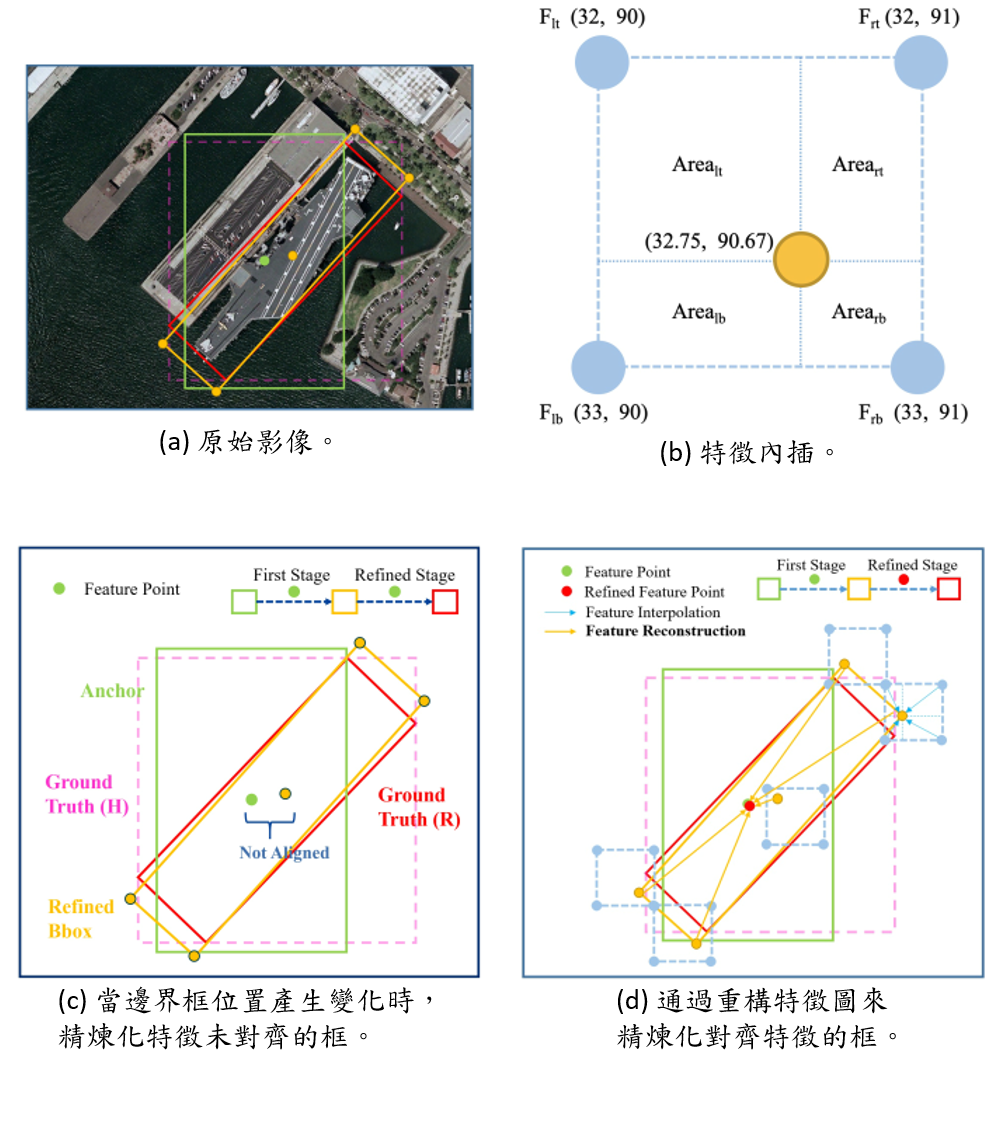 (a) 原始影像。
F_lt (32, 90)
F_rt (32, 91)
Area_lt
Area_rt
(32.75, 90.67)
Area_lb
Area_rb
F_lb (33, 90)
F_rb (33, 91)
(b) 特徵內插。
Feature Point
First Stage
Refined Stage
Anchor
Ground
Truth (H)
Ground
Truth (R)
Not Aligned
Refined
Bbox
(c) 當邊界框位置產生變化時，
精煉化特徵未對齊的框。
Feature Point
Refined Feature Point
Feature Interpolation
Feature Reconstruction
First Stage
Refined Stage
(d) 通過重構特徵圖來
精煉化對齊特徵的框。